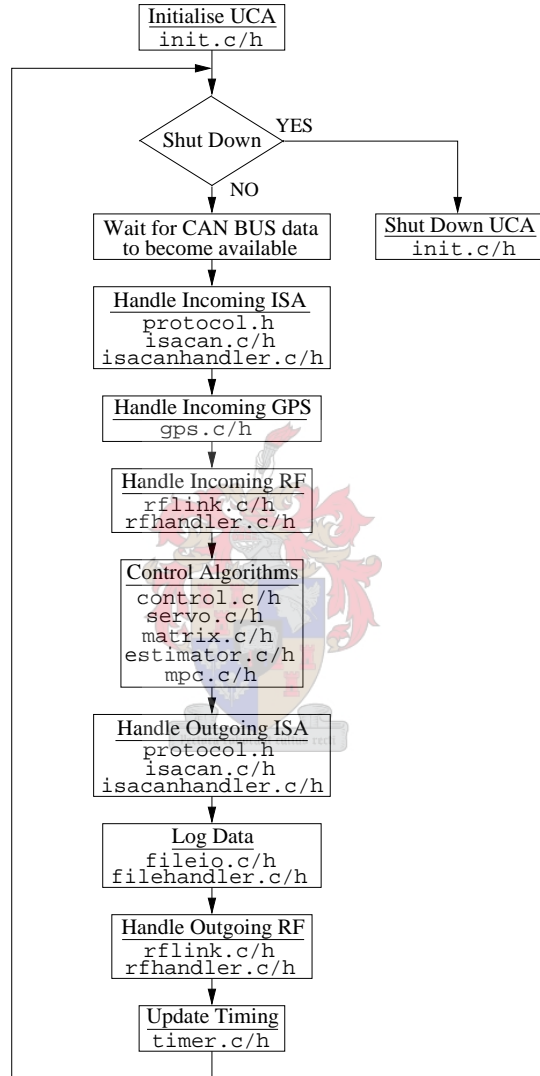 Initialise UCA
init.c/h
Shut Down
YES
NO
Wait for CAN BUS data
to become available
Shut Down UCA
init.c/h
Handle Incoming ISA
protocol.h
isacan.c/h
isacanhandler.c/h
Handle Incoming GPS
gps.c/h
Handle Incoming RF
rflink.c/h
rfhandler.c/h
Control Algorithms
control.c/h
servo.c/h
matrix.c/h
estimator.c/h
mpc.c/h
Handle Outgoing ISA
protocol.h
isacan.c/h
isacanhandler.c/h
Log Data
fileio.c/h
filehandler.c/h
Handle Outgoing RF
rflink.c/h
rfhandler.c/h
Update Timing
timer.c/h